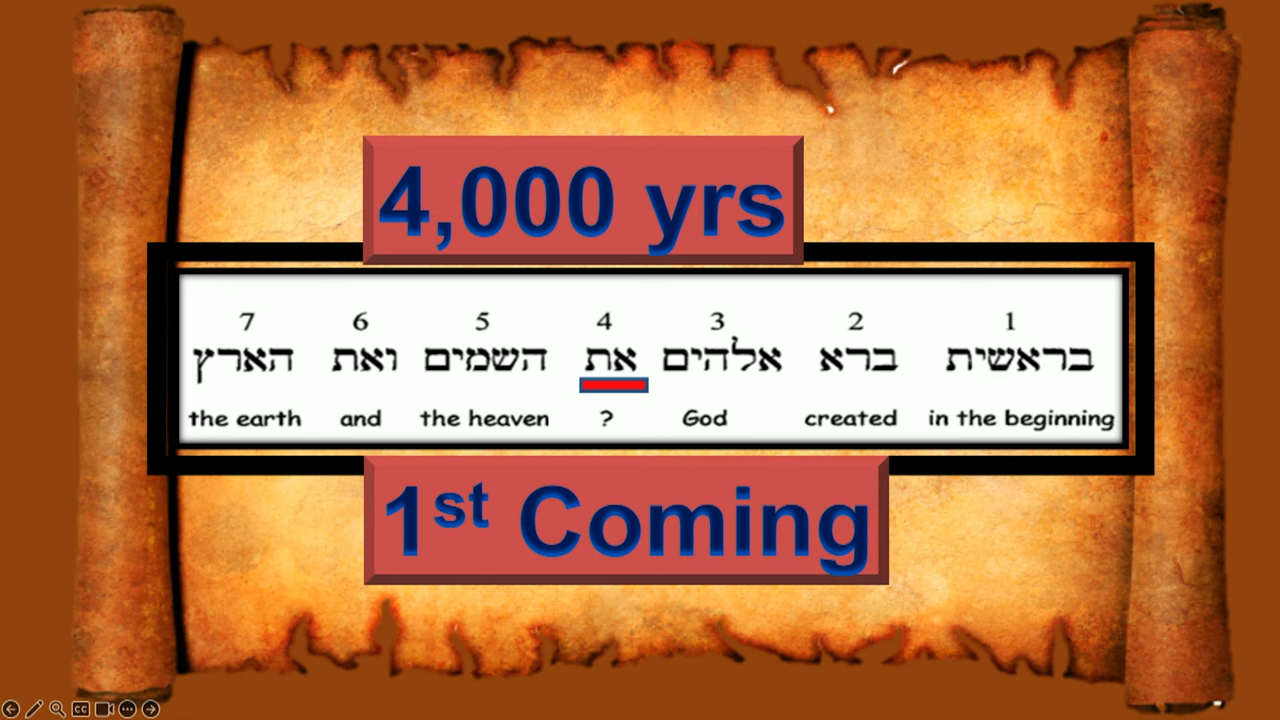 4,000 yrs
7 6 5 4 3 2 1
בראשית ברא אלהים את השמים ואת הארץ
the earth and the heaven ? God created in the beginning
1st Coming
CC